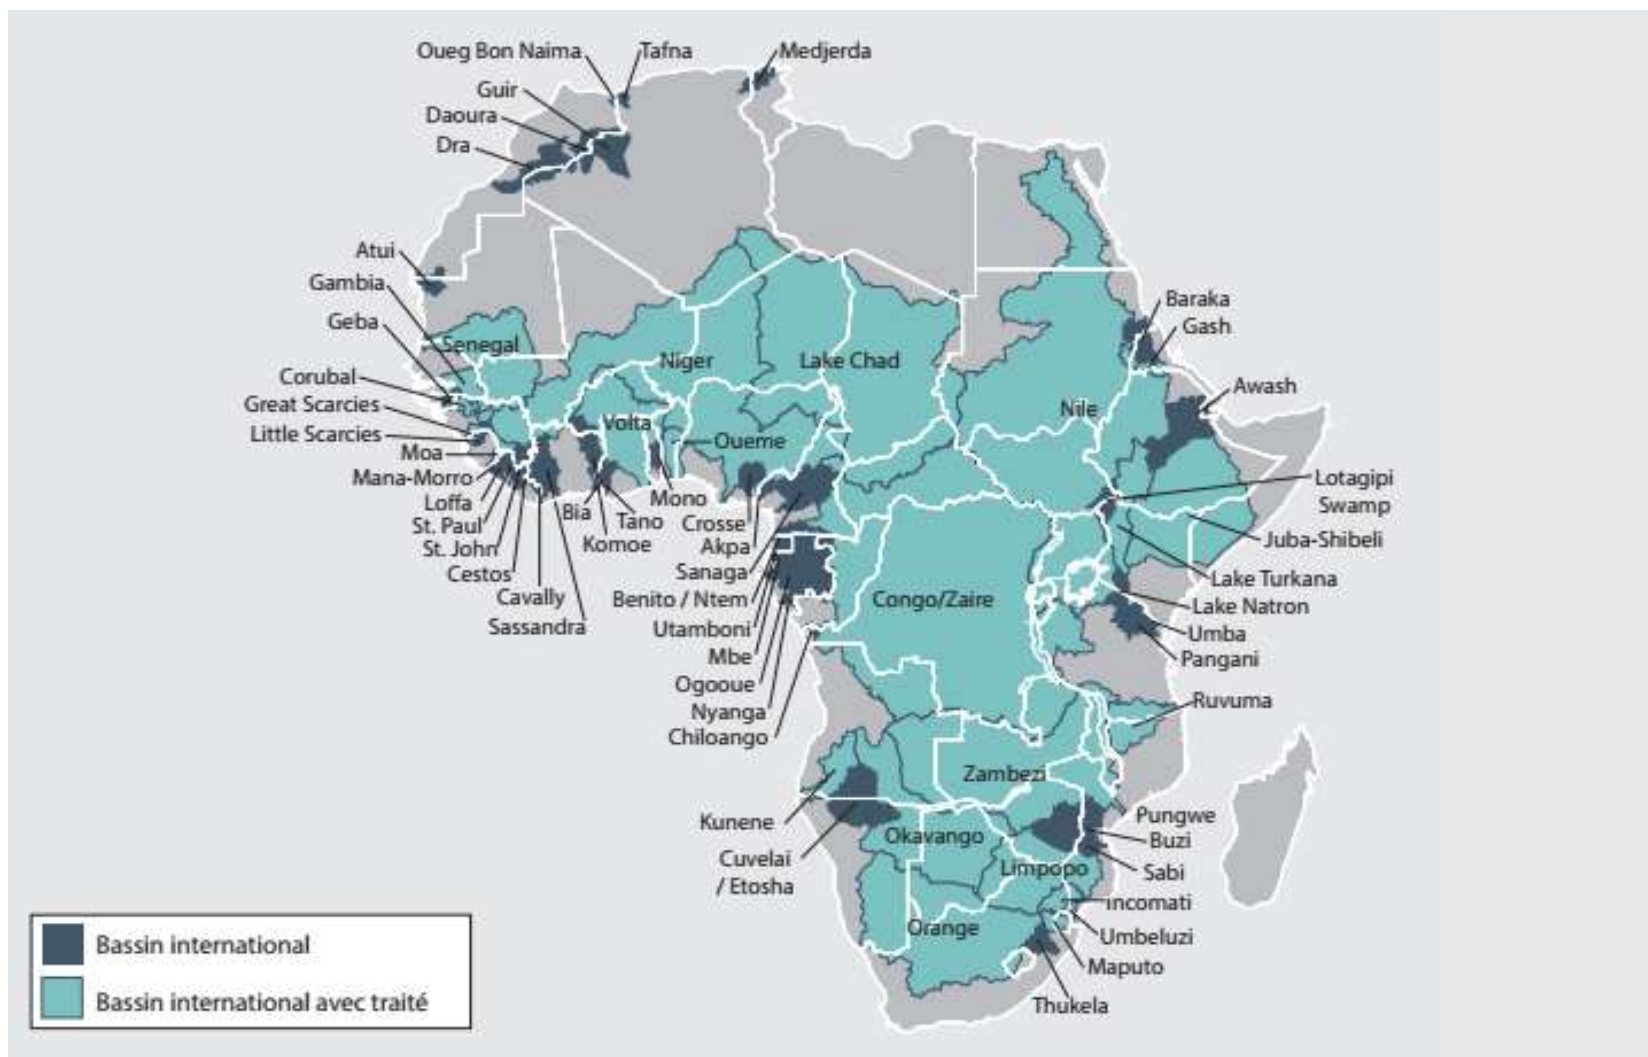 Oueg Bon Naima
Tafna
Medjerda
Guir
Daoura
Dra
Atui
Gambia
Geba
Senegal
Niger
Lake Chad
Baraka
Gash
Corubal
Great Scarcies
Little Scarcies
Awash
Nile
Volta
Oueme
Moa
Mana-Morro
Loffa
St. Paul
St. John
Cestos
Cavally
Sassandra
Bia
Tano
Komoe
Mono
Crosse
Akpa
Sanaga
Benito / Ntem
Utamboni
Mbe
Ogooue
Nyanga
Chiloango
Congo/Zaire
Lotagipi
Swamp
Juba-Shibeli
Lake Turkana
Lake Natron
Umba
Pangani
Ruvuma
Zambezi
Kunene
Cuvelai
/ Etosha
Okavango
Limpopo
Orange
Pungwe
Buzi
Sabi
Incomati
Umbeluzi
Maputo
Thukela
Bassin international
Bassin international avec traité